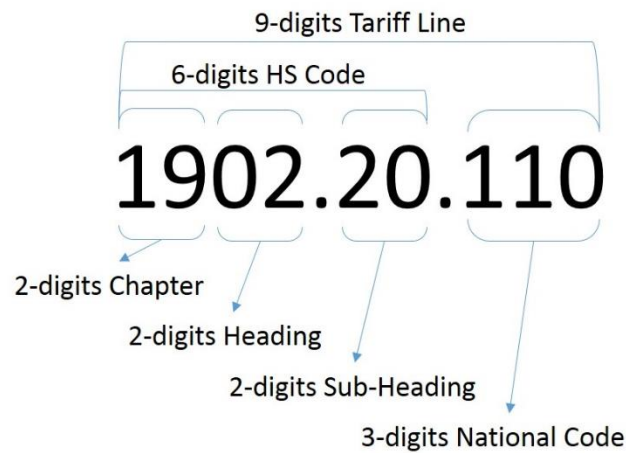 9-digits Tariff Line
6-digits HS Code
1902.20.110
2-digits Chapter
2-digits Heading
2-digits Sub-Heading
3-digits National Code